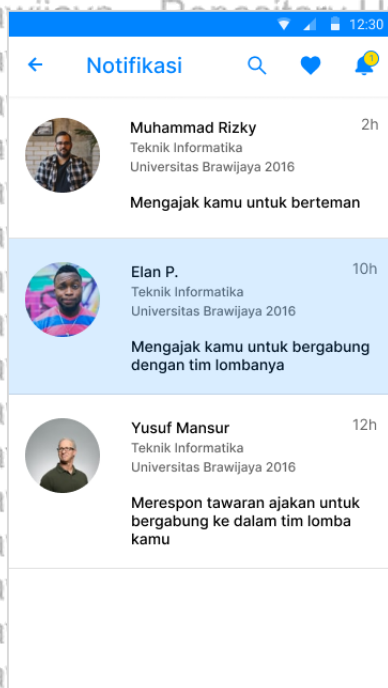 12:30
Notifikasi
1
Muhammad Rizky
2h
Teknik Informatika
Universitas Brawijaya 2016
Mengajak kamu untuk berteman
Elan P.
10h
Teknik Informatika
Universitas Brawijaya 2016
Mengajak kamu untuk bergabung
dengan tim lombanya
Yusuf Mansur
12h
Teknik Informatika
Universitas Brawijaya 2016
Merespon tawaran ajakan untuk
bergabung ke dalam tim lomba
kamu